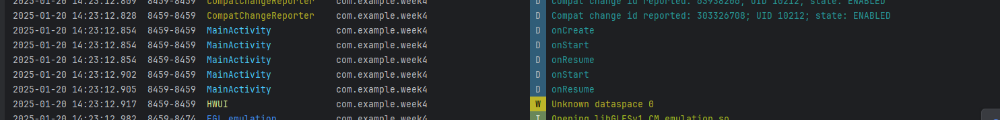 2025-01-20 14:23:12.809 8459-8459 CompatChangeReporter com.example.week4 D Compat change id reported: 63938206; UID 10212; state: ENABLED
2025-01-20 14:23:12.828 8459-8459 CompatChangeReporter com.example.week4 D Compat change id reported: 303326708; UID 10212; state: ENABLED
2025-01-20 14:23:12.854 8459-8459 MainActivity com.example.week4 D onCreate
2025-01-20 14:23:12.854 8459-8459 MainActivity com.example.week4 D onStart
2025-01-20 14:23:12.854 8459-8459 MainActivity com.example.week4 D onResume
2025-01-20 14:23:12.902 8459-8459 MainActivity com.example.week4 D onStart
2025-01-20 14:23:12.905 8459-8459 MainActivity com.example.week4 D onResume
2025-01-20 14:23:12.917 8459-8459 HWUI com.example.week4 W Unknown dataspace 0
2025-01-20 14:23:12.982 8459-8474 EGL_emulation com.example.week4 I Opening libGLESv1_CM_emulation.so